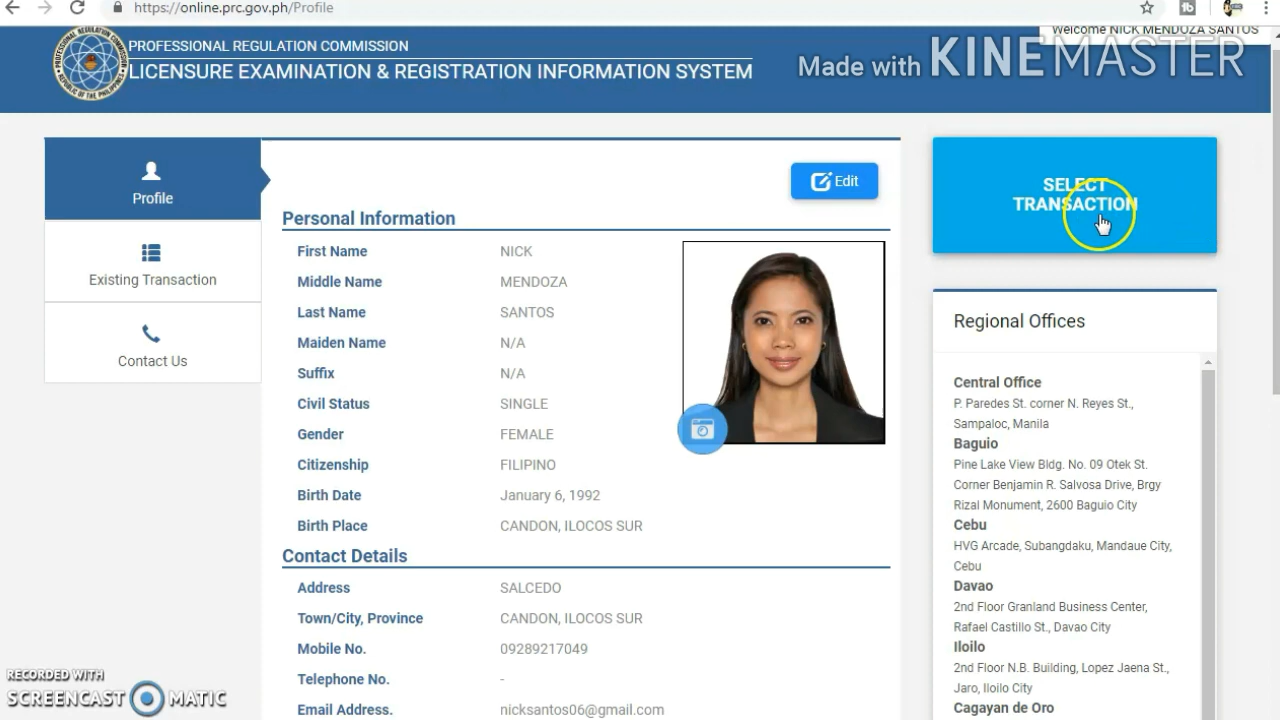 https://online.prc.gov.ph/Profile
Welcome NICK MENDOZA SANTOS
PROFESSIONAL REGULATION COMMISSION
LICENSURE EXAMINATION & REGISTRATION INFORMATION SYSTEM
Made with KINEMASTER
Profile
Existing Transaction
Contact Us
Edit
Personal Information
First Name NICK
Middle Name MENDOZA
Last Name SANTOS
Maiden Name N/A
Suffix N/A
Civil Status SINGLE
Gender FEMALE
Citizenship FILIPINO
Birth Date January 6, 1992
Birth Place CANDON, ILOCOS SUR
Contact Details
Address SALCEDO
Town/City, Province CANDON, ILOCOS SUR
Mobile No. 09289217049
Telephone No. -
Email Address. nicksantos06@gmail.com
SELECT
TRANSACTION
Regional Offices
Central Office
P. Paredes St. corner N. Reyes St.,
Sampaloc, Manila
Baguio
Pine Lake View Bldg. No. 09 Otek St.
Corner Benjamin R. Salvosa Drive, Brgy
Rizal Monument, 2600 Baguio City
Cebu
HVG Arcade, Subangdaku, Mandaue City,
Cebu
Davao
2nd Floor Granland Business Center,
Rafael Castillo St., Davao City
Iloilo
2nd Floor N.B. Building, Lopez Jaena St.,
Jaro, Iloilo City
Cagayan de Oro
RECORDED WITH
SCREENCAST MATIC